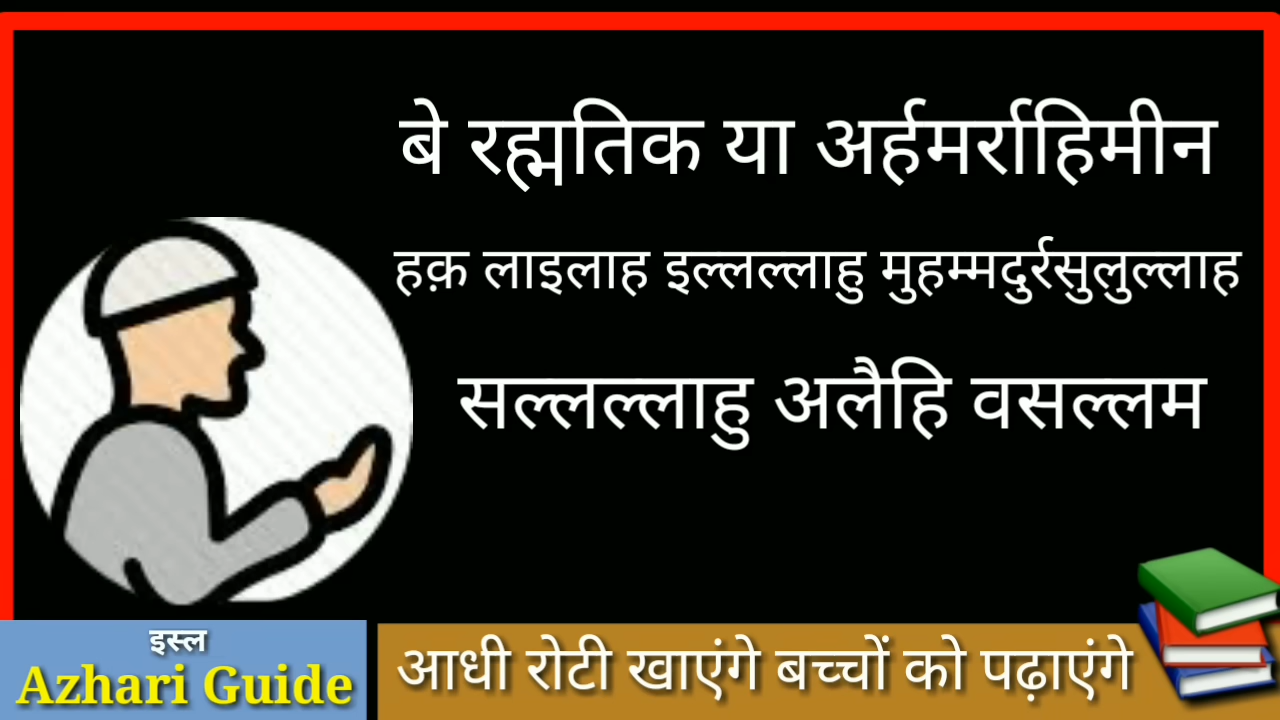 बे रह्मतिक या अर्हमर्राहिमीन
हक़ लाइलाह इल्लल्लाहु मुहम्मदुर्रसुलुल्लाह
सल्लल्लाहु अलैहि वसल्लम
इस्ल
Azhari Guide
आधी रोटी खाएंगे बच्चों को पढ़ाएंगे